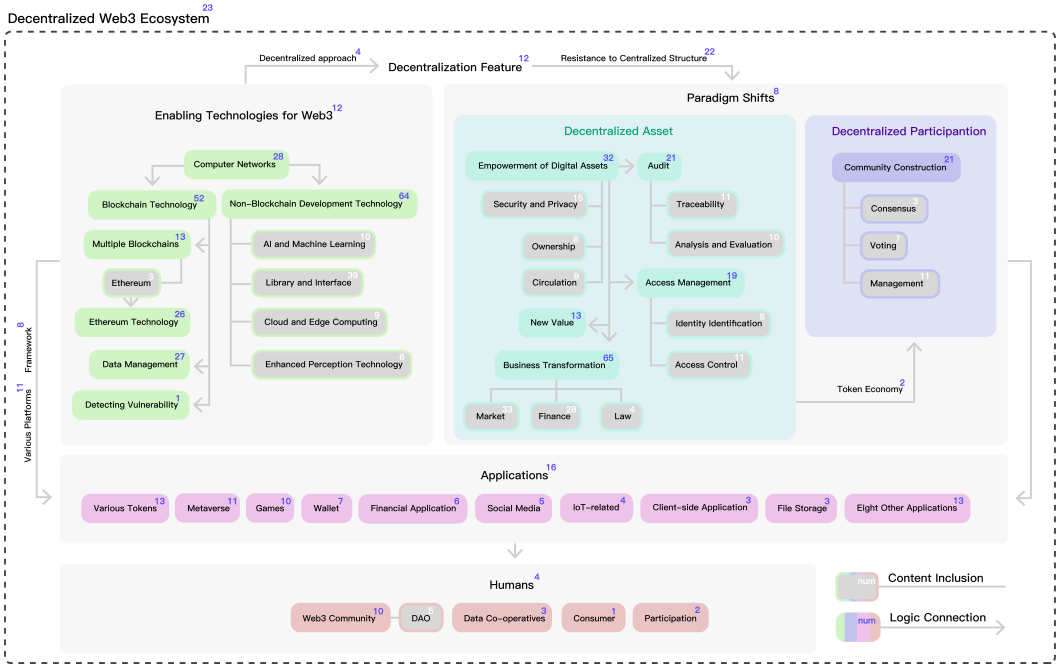 Decentralized Web3 Ecosystem 23
Decentralized approach 4
Decentralization Feature 12
Resistance to Centralized Structure 22
Enabling Technologies for Web3 12
Computer Networks 28
Blockchain Technology 52
Non-Blockchain Development Technology 64
Multiple Blockchains 13
AI and Machine Learning 10
Ethereum 3
Library and Interface 39
Ethereum Technology 26
Cloud and Edge Computing 9
Data Management 27
Enhanced Perception Technology 6
Detecting Vulnerability 1
Paradigm Shifts 8
Decentralized Asset
Empowerment of Digital Assets 32
Audit 21
Security and Privacy 15
Traceability 11
Ownership
Analysis and Evaluation 10
Circulation 9
Access Management 19
New Value 13
Identity Identification 8
Business Transformation 65
Access Control 11
Market 33
Finance 28
Law 4
Decentralized Participantion
Community Construction 21
Consensus 3
Voting 7
Management 11
Token Economy 2
Various Platforms 11
Framework 8
Applications 16
Various Tokens 13
Metaverse 11
Games 10
Wallet 7
Financial Application 6
Social Media 5
IoT-related 4
Client-side Application 3
File Storage 3
Eight Other Applications 13
Humans 4
Web3 Community 10
DAO 5
Data Co-operatives 3
Consumer 1
Participation 2
num
Content Inclusion
num
Logic Connection